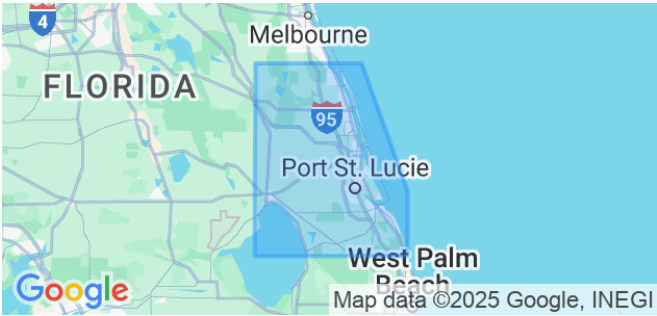 4
Melbourne
FLORIDA
95
Port St. Lucie
West Palm
Beach
Google
Map data ©2025 Google, INEGI